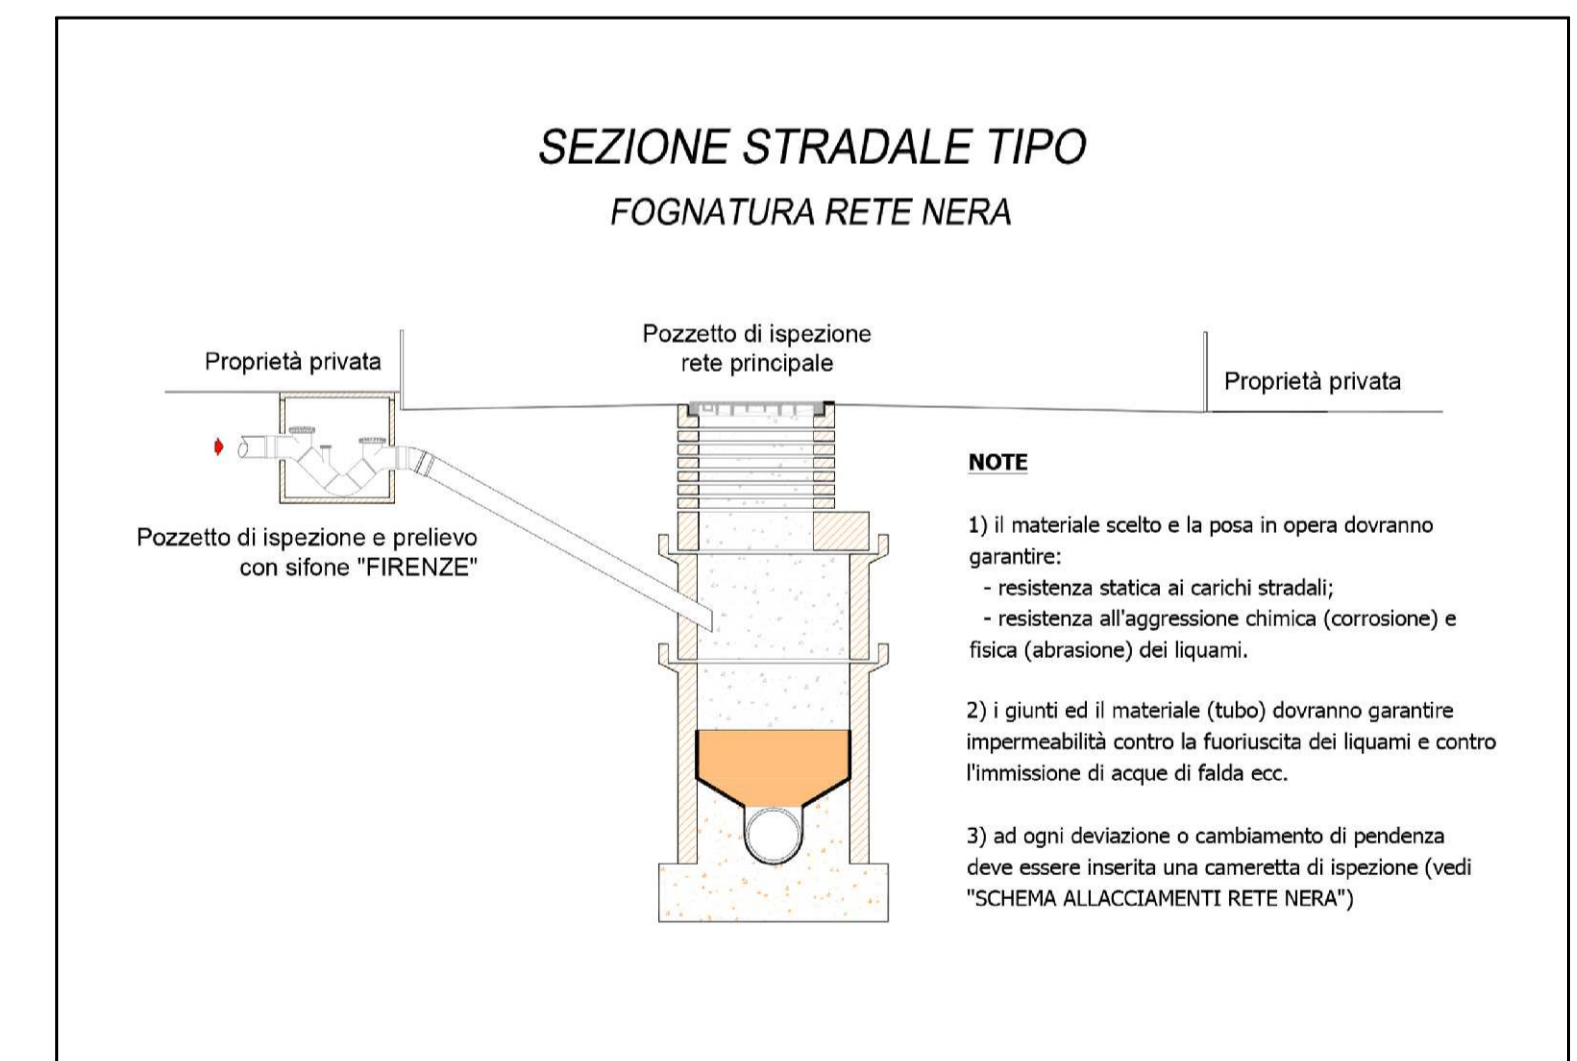 SEZIONE STRADALE TIPO
FOGNATURA RETE NERA
Proprietà privata
Pozzetto di ispezione
rete principale
Proprietà privata
Pozzetto di ispezione e prelievo
con sifone "FIRENZE"
NOTE
1) il materiale scelto e la posa in opera dovranno
garantire:
- resistenza statica ai carichi stradali;
- resistenza all'aggressione chimica (corrosione) e
fisica (abrasione) dei liquami.
2) i giunti ed il materiale (tubo) dovranno garantire
impermeabilità contro la fuoriuscita dei liquami e contro
l'immissione di acque di falda ecc.
3) ad ogni deviazione o cambiamento di pendenza
deve essere inserita una cameretta di ispezione (vedi
"SCHEMA ALLACCIAMENTI RETE NERA")